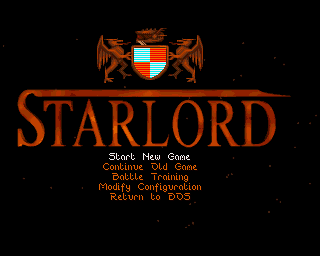 STARLORD
Start New Game
Continue Old Game
Battle Training
Modify Configuration
Return to DOS